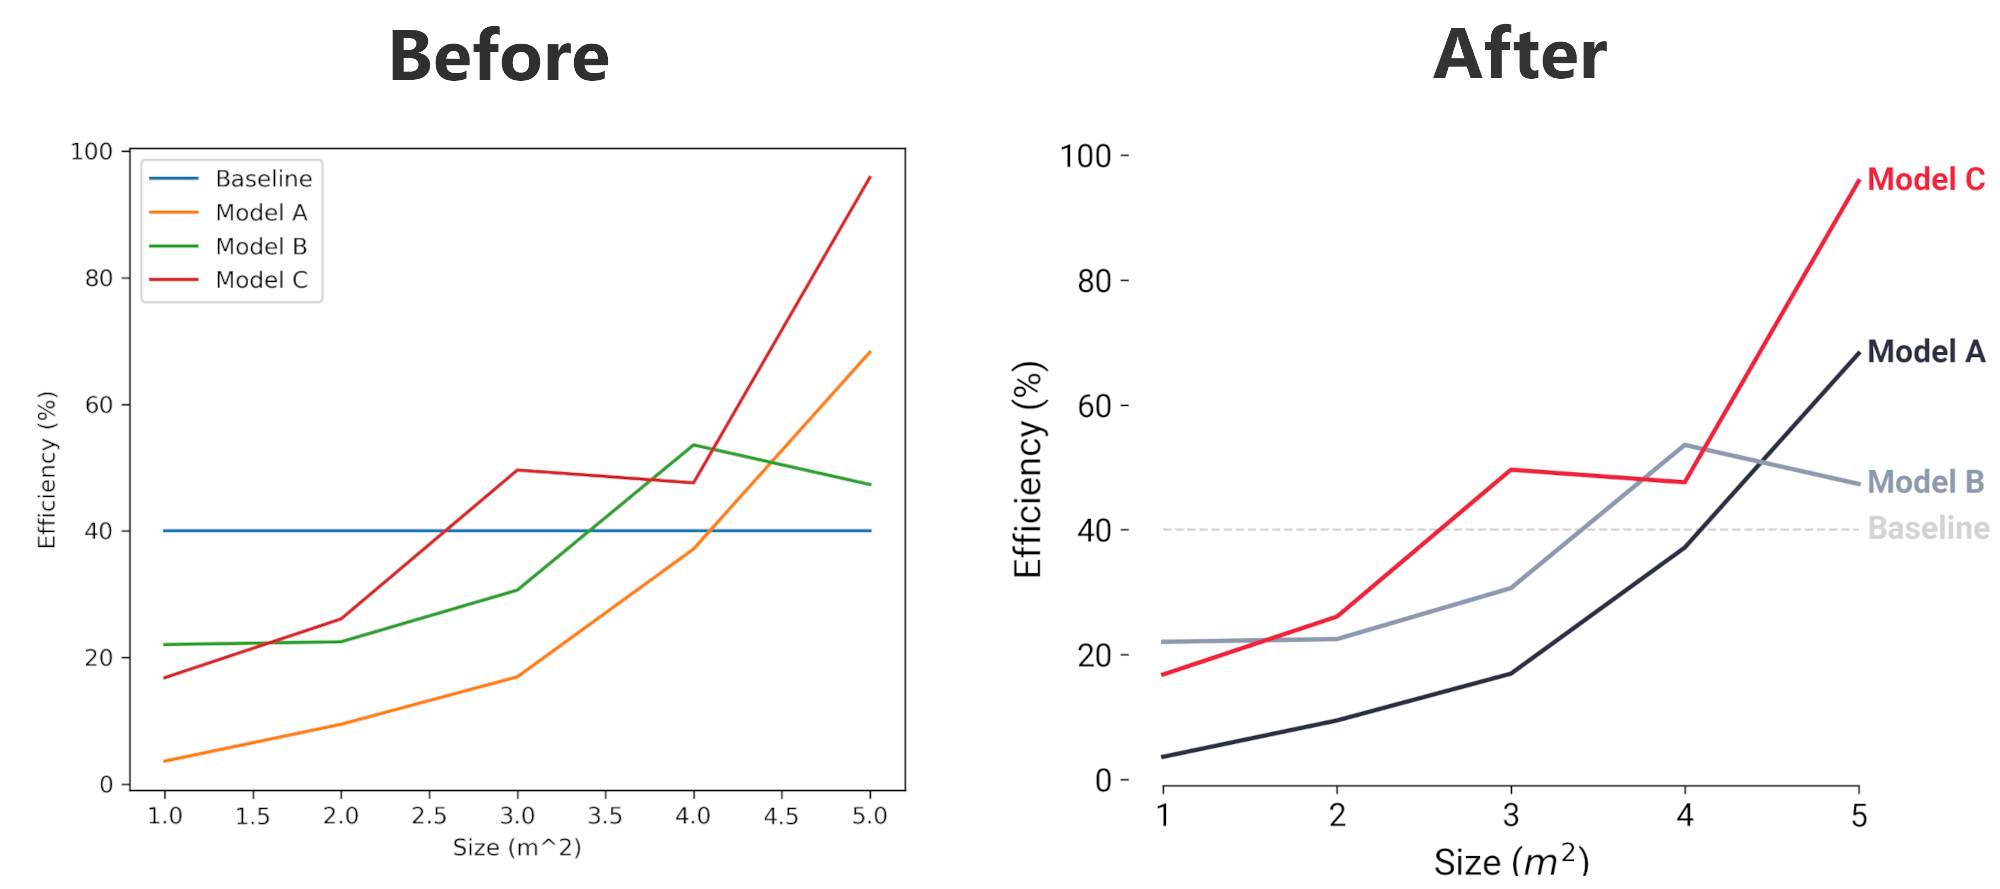 Before
100
80
60
40
20
0
Efficiency (%)
Baseline
Model A
Model B
Model C
1.0 1.5 2.0 2.5 3.0 3.5 4.0 4.5 5.0
Size (m^2)
After
100
80
60
40
20
0
Efficiency (%)
Model C
Model A
Model B
Baseline
1 2 3 4 5
Size (m²)